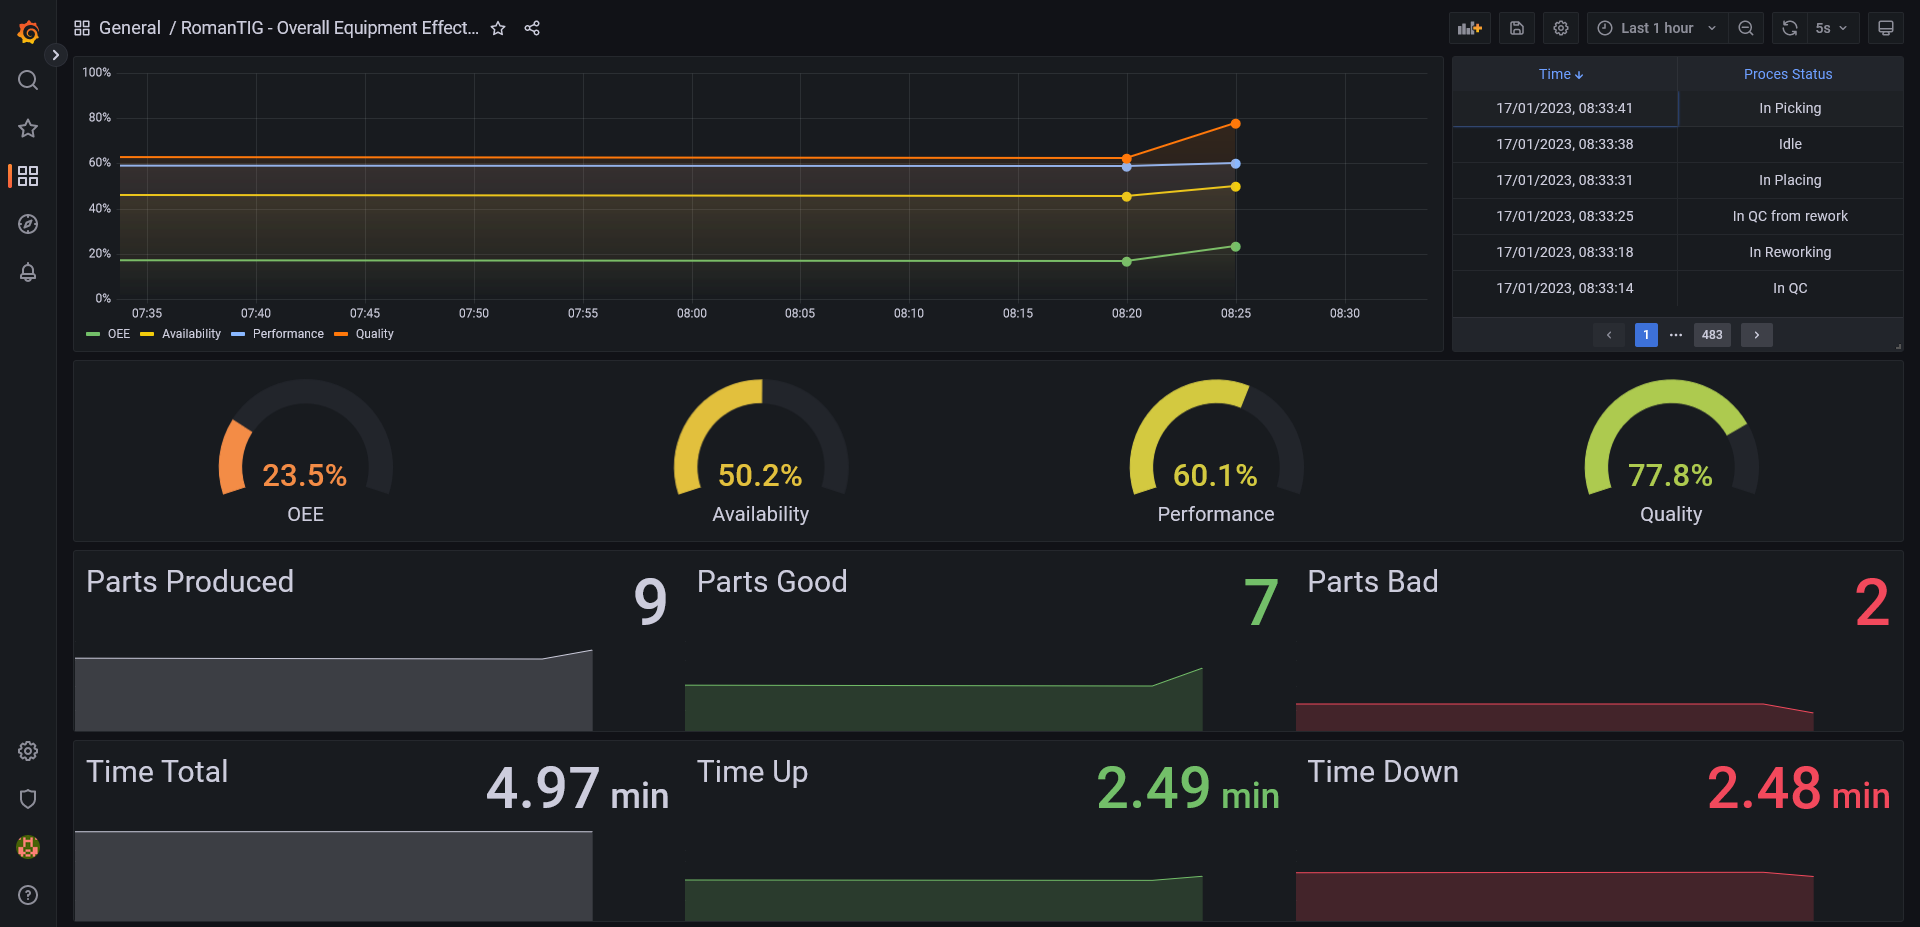 General / RomanTIG - Overall Equipment Effect...
Last 1 hour
5s
100%
80%
60%
40%
20%
0%
07:35 07:40 07:45 07:50 07:55 08:00 08:05 08:10 08:15 08:20 08:25 08:30
OEE Availability Performance Quality
Time Proces Status
17/01/2023, 08:33:41 In Picking
17/01/2023, 08:33:38 Idle
17/01/2023, 08:33:31 In Placing
17/01/2023, 08:33:25 In QC from rework
17/01/2023, 08:33:18 In Reworking
17/01/2023, 08:33:14 In QC
1 ... 483
23.5% 50.2% 60.1% 77.8%
OEE Availability Performance Quality
Parts Produced 9 Parts Good 7 Parts Bad 2
Time Total 4.97 min Time Up 2.49 min Time Down 2.48 min